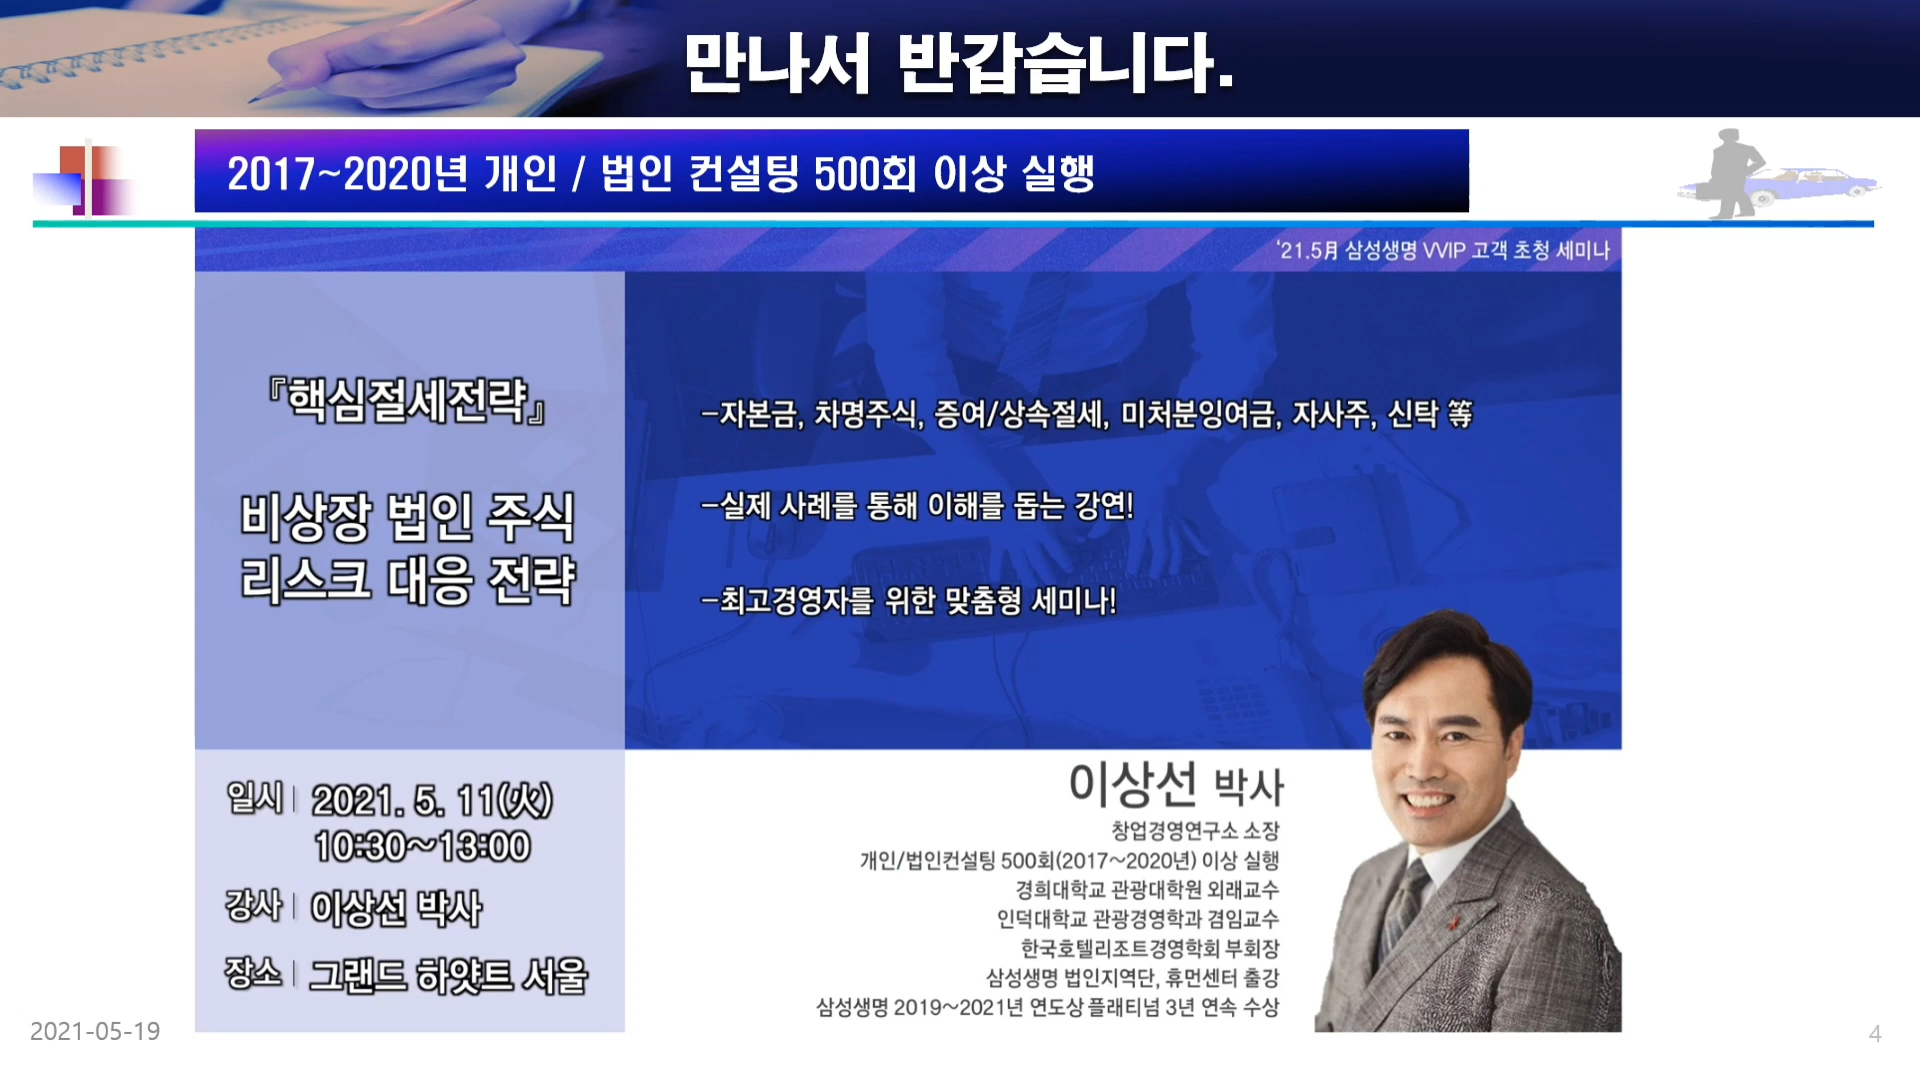 만나서 반갑습니다.
2017~2020년 개인 / 법인 컨설팅 500회 이상 실행
‘21.5月 삼성생명 VVIP 고객 초청 세미나
『핵심절세전략』
비상장 법인 주식
리스크 대응 전략
-자본금, 차명주식, 증여/상속절세, 미처분잉여금, 자사주, 신탁 等
-실제 사례를 통해 이해를 돕는 강연!
-최고경영자를 위한 맞춤형 세미나!
일시 | 2021. 5. 11(火)
10:30~13:00
강사 | 이상선 박사
장소 | 그랜드 하얏트 서울
이상선 박사
창업경영연구소 소장
개인/법인컨설팅 500회(2017~2020년) 이상 실행
경희대학교 관광대학원 외래교수
인덕대학교 관광경영학과 겸임교수
한국호텔리조트경영학회 부회장
삼성생명 법인지역단, 휴먼센터 출강
삼성생명 2019~2021년 연도상 플래티넘 3년 연속 수상
2021-05-19
4